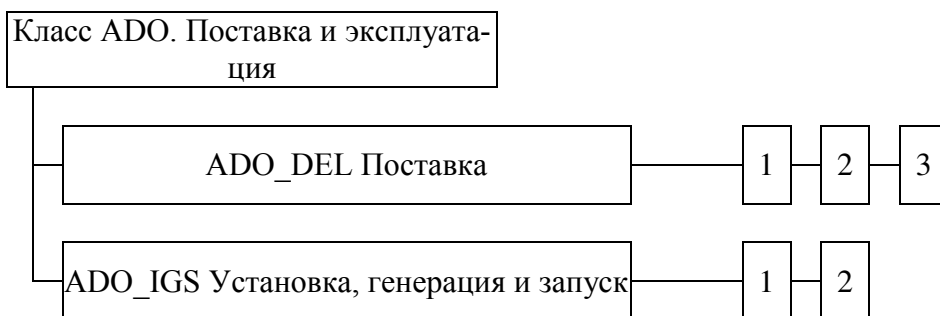 Класс ADO. Поставка и эксплуата-
ция
ADO_DEL Поставка 1 2 3
ADO_IGS Установка, генерация и запуск 1 2